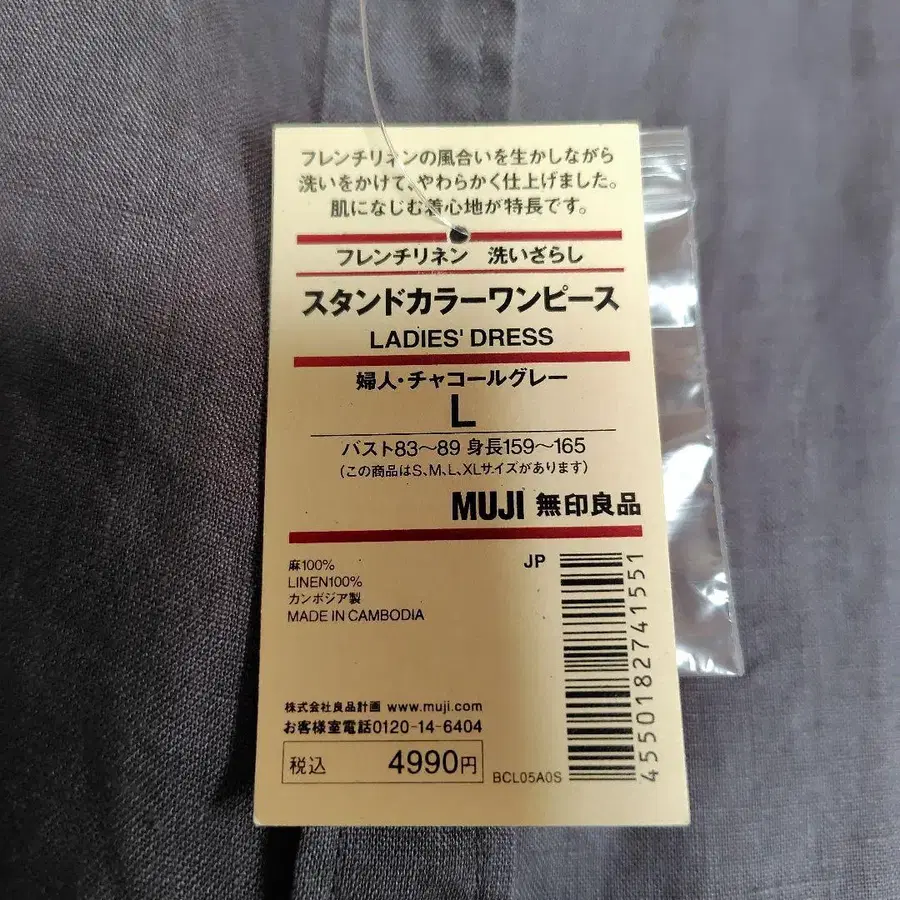 フレンチリネンの風合いを生かしながら
洗いをかけて、やわらかく仕上げました。
肌になじむ着心地が特長です。
フレンチリネン 洗いざらし
スタンドカラーワンピース
LADIES' DRESS
婦人・チャコールグレー
L
バスト83〜89 身長159〜165
(この商品はS、M、L、XLサイズがあります)
MUJI 無印良品
麻100%
LINEN100%
カンボジア製
MADE IN CAMBODIA
JP
4550182741551
株式会社良品計画 www.muji.com
お客様室電話0120-14-6404
税込 4990円
BCL05A0S